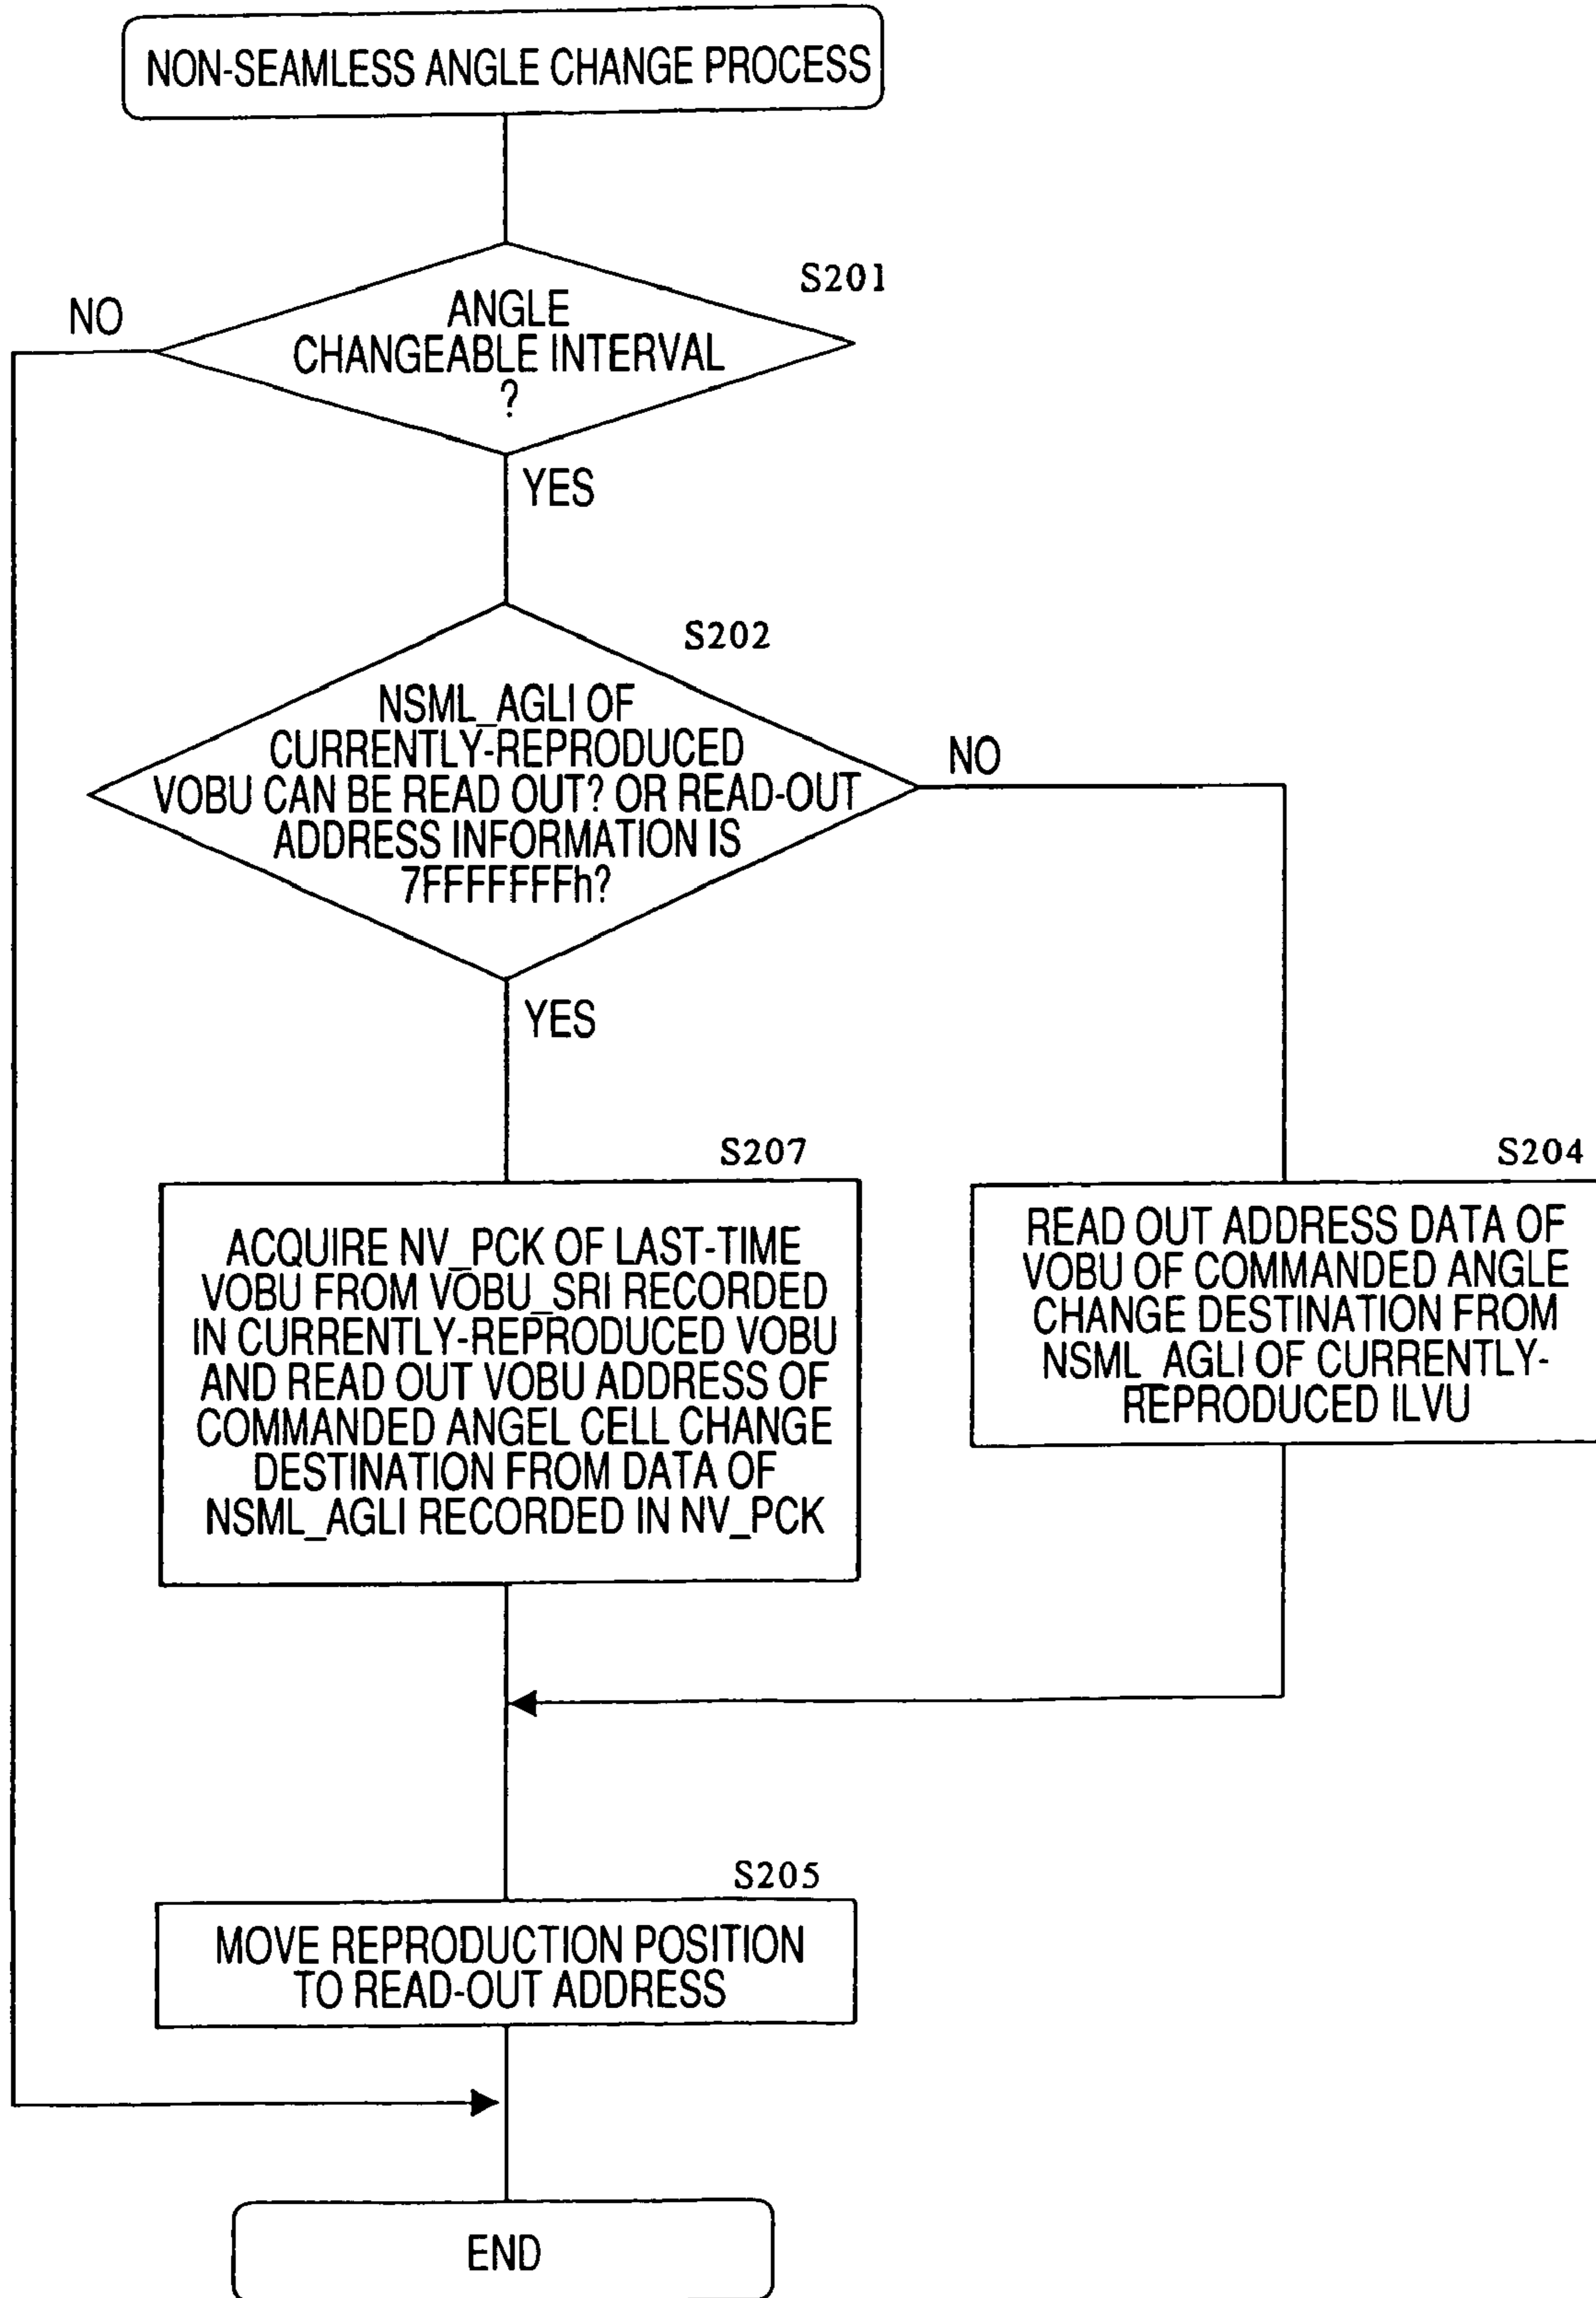 NON-SEAMLESS ANGLE CHANGE PROCESS
S201
NO
ANGLE
CHANGEABLE INTERVAL
?
YES
S202
NSML_AGLI OF
CURRENTLY-REPRODUCED
VOBU CAN BE READ OUT? OR READ-OUT
ADDRESS INFORMATION IS
7FFFFFFFh?
NO
YES
S207
ACQUIRE NV_PCK OF LAST-TIME
VOBU FROM VOBU_SRI RECORDED
IN CURRENTLY-REPRODUCED VOBU
AND READ OUT VOBU ADDRESS OF
COMMANDED ANGEL CELL CHANGE
DESTINATION FROM DATA OF
NSML_AGLI RECORDED IN NV_PCK
S204
READ OUT ADDRESS DATA OF
VOBU OF COMMANDED ANGLE
CHANGE DESTINATION FROM
NSML_AGLI OF CURRENTLY-
REPRODUCED ILVU
S205
MOVE REPRODUCTION POSITION
TO READ-OUT ADDRESS
END